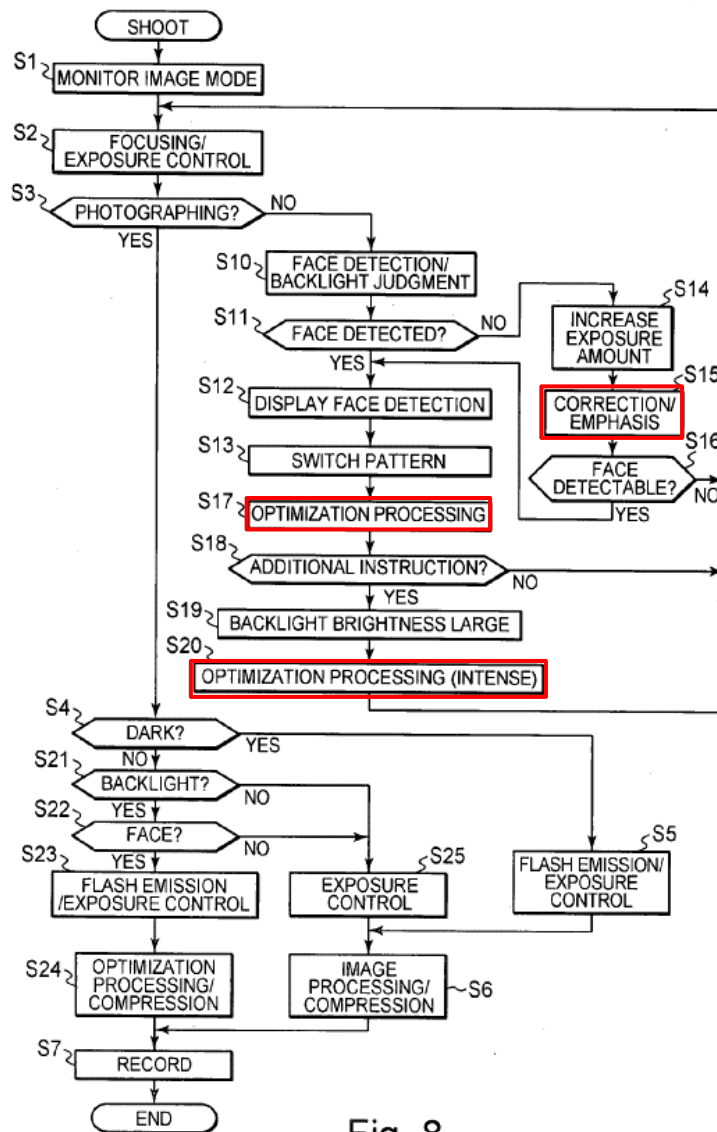 SHOOT
S1
MONITOR IMAGE MODE
S2
FOCUSING/
EXPOSURE CONTROL
S3
PHOTOGRAPHING?
NO
YES
S10
FACE DETECTION/
BACKLIGHT JUDGMENT
S11
FACE DETECTED?
NO
YES
S14
INCREASE
EXPOSURE
AMOUNT
S15
CORRECTION/
EMPHASIS
S16
FACE
DETECTABLE?
NO
YES
S12
DISPLAY FACE DETECTION
S13
SWITCH PATTERN
S17
OPTIMIZATION PROCESSING
S18
ADDITIONAL INSTRUCTION?
NO
YES
S19
BACKLIGHT BRIGHTNESS LARGE
S20
OPTIMIZATION PROCESSING (INTENSE)
S4
DARK?
YES
NO
S21
BACKLIGHT?
NO
YES
S22
FACE?
NO
YES
S23
FLASH EMISSION
/EXPOSURE CONTROL
S25
EXPOSURE
CONTROL
S5
FLASH EMISSION/
EXPOSURE
CONTROL
S24
OPTIMIZATION
PROCESSING/
COMPRESSION
IMAGE
PROCESSING/
COMPRESSION
S6
S7
RECORD
END
Fig. 8